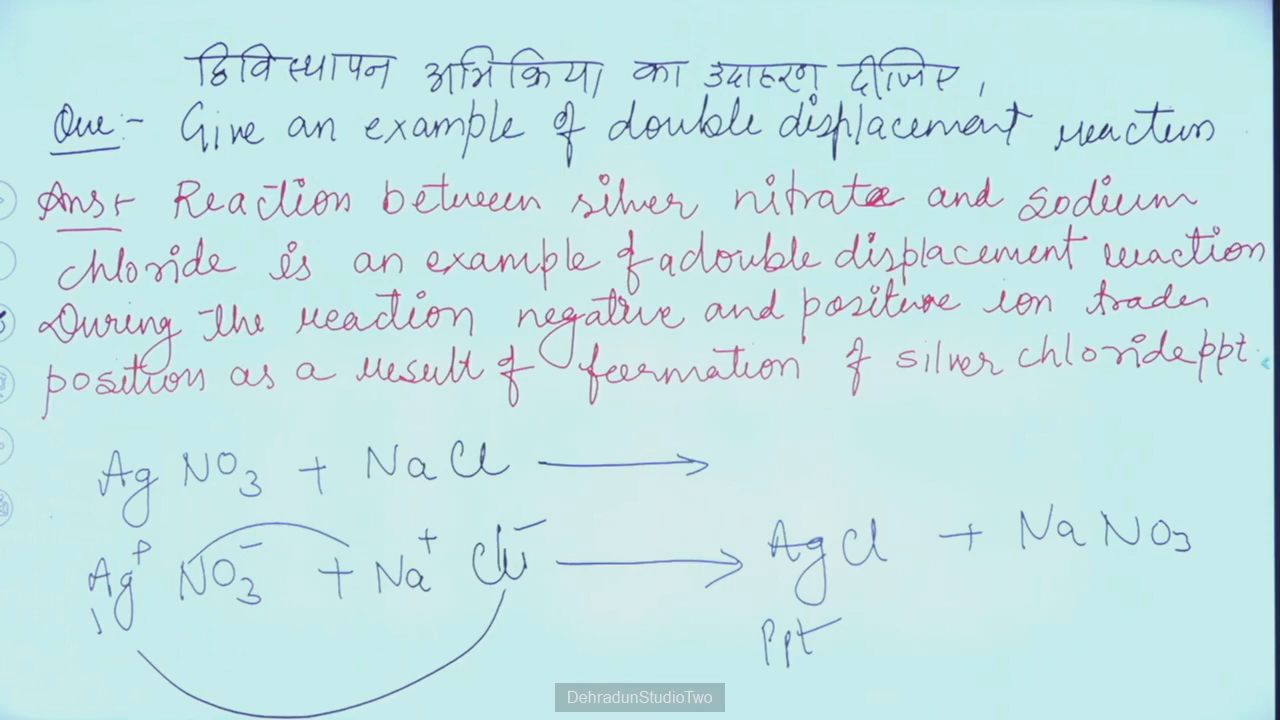 द्विविस्थापन अभिक्रिया का उदाहरण दीजिए,
Que:- Give an example of double displacement reaction
Ans:- Reaction between silver nitrate and sodium
chloride is an example of a double displacement reaction
During the reaction negative and positive ion trades
position as a result of formation of silver chloride ppt.
AgNO₃ + NaCl ⟶
Ag⁺ NO₃⁻ + Na⁺ Cl⁻ ⟶ AgCl + NaNO₃
Ppt
DehradunStudioTwo